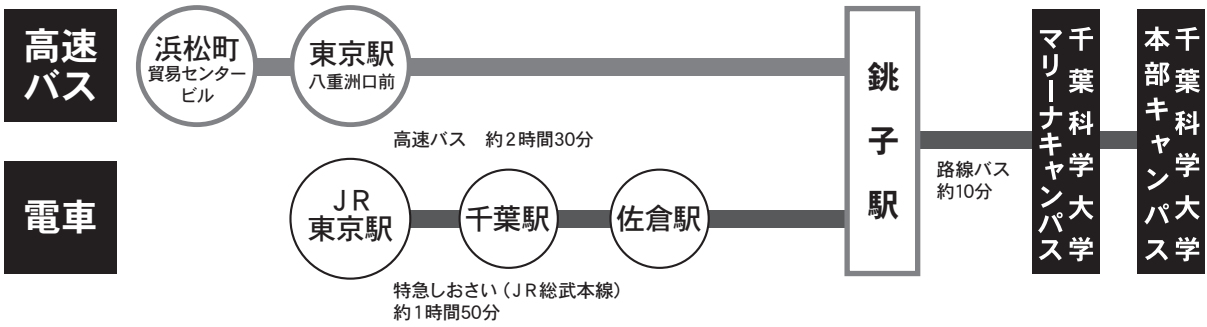 高速
バス
浜松町
貿易センター
ビル
東京駅
八重洲口前
高速バス　約2時間30分
電車
JR
東京駅
千葉駅
佐倉駅
特急しおさい（JR総武本線）
約1時間50分
銚子駅
路線バス
約10分
千葉科学大学
マリーナキャンパス
千葉科学大学
本部キャンパス